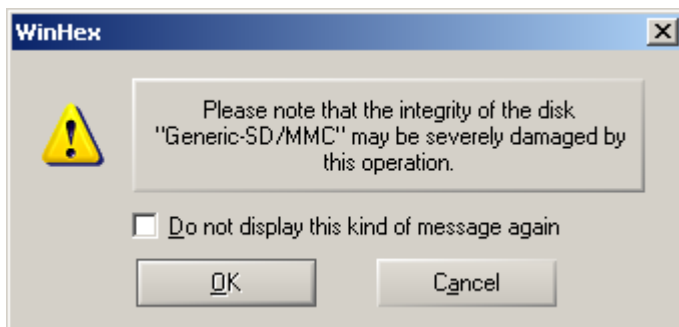 WinHex
Please note that the integrity of the disk
"Generic-SD/MMC" may be severely damaged by
this operation.
Do not display this kind of message again
OK
Cancel